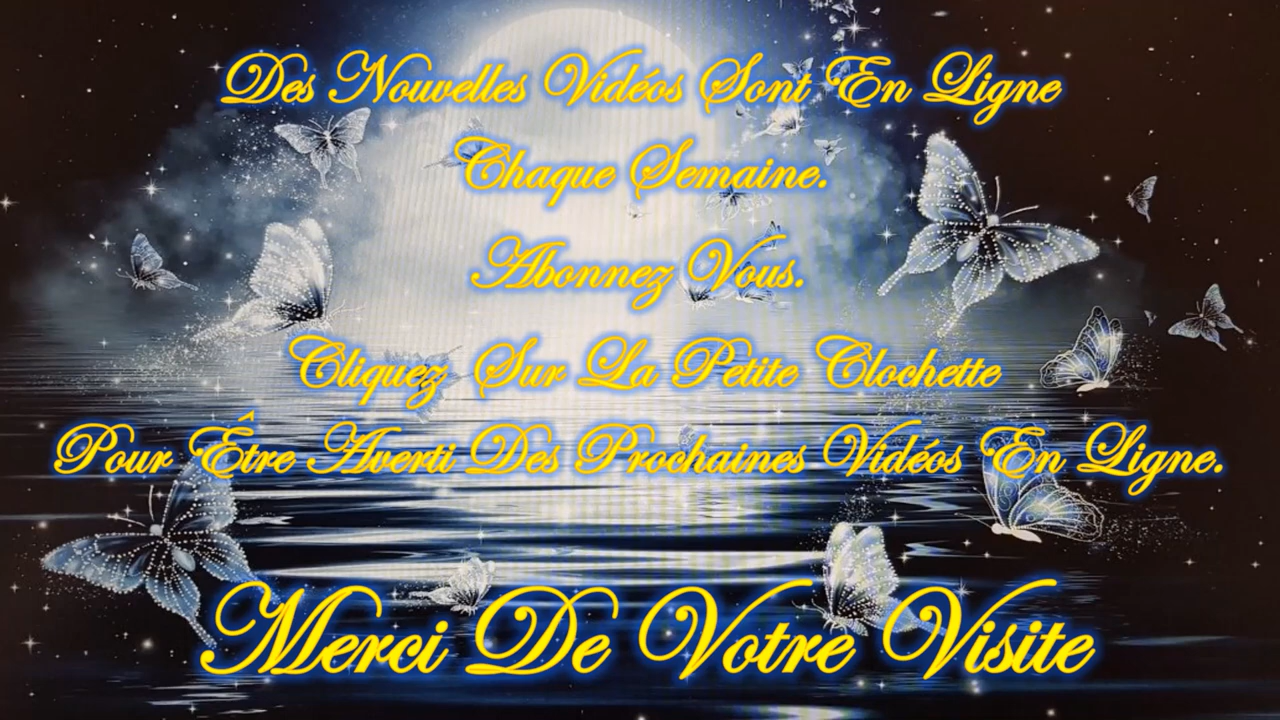 Des Nouvelles Vidéos Sont En Ligne
Chaque Semaine.
Abonnez Vous.
Cliquez Sur La Petite Clochette
Pour Être Averti Des Prochaines Vidéos En Ligne.
Merci De Votre Visite